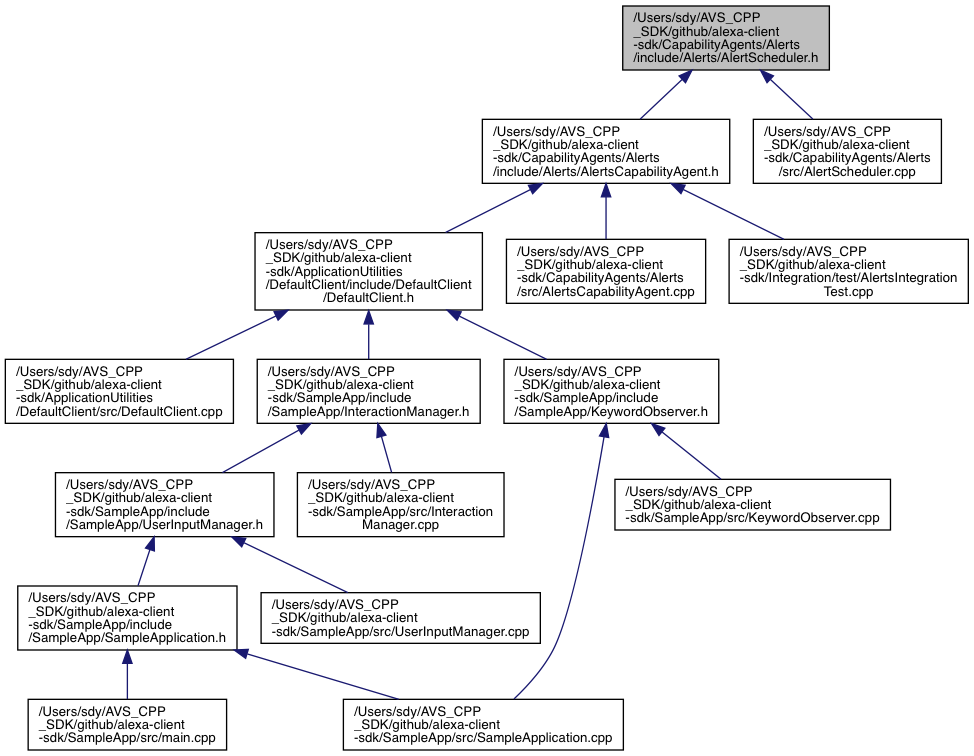 /Users/sdy/AVS_CPP
_SDK/github/alexa-client
-sdk/CapabilityAgents/Alerts
/include/Alerts/AlertScheduler.h
/Users/sdy/AVS_CPP
_SDK/github/alexa-client
-sdk/CapabilityAgents/Alerts
/include/Alerts/AlertsCapabilityAgent.h
/Users/sdy/AVS_CPP
_SDK/github/alexa-client
-sdk/CapabilityAgents/Alerts
/src/AlertScheduler.cpp
/Users/sdy/AVS_CPP
_SDK/github/alexa-client
-sdk/ApplicationUtilities
/DefaultClient/include/DefaultClient
/DefaultClient.h
/Users/sdy/AVS_CPP
_SDK/github/alexa-client
-sdk/CapabilityAgents/Alerts
/src/AlertsCapabilityAgent.cpp
/Users/sdy/AVS_CPP
_SDK/github/alexa-client
-sdk/Integration/test/AlertsIntegration
Test.cpp
/Users/sdy/AVS_CPP
_SDK/github/alexa-client
-sdk/ApplicationUtilities
/DefaultClient/src/DefaultClient.cpp
/Users/sdy/AVS_CPP
_SDK/github/alexa-client
-sdk/SampleApp/include
/SampleApp/InteractionManager.h
/Users/sdy/AVS_CPP
_SDK/github/alexa-client
-sdk/SampleApp/include
/SampleApp/KeywordObserver.h
/Users/sdy/AVS_CPP
_SDK/github/alexa-client
-sdk/SampleApp/include
/SampleApp/UserInputManager.h
/Users/sdy/AVS_CPP
_SDK/github/alexa-client
-sdk/SampleApp/src/Interaction
Manager.cpp
/Users/sdy/AVS_CPP
_SDK/github/alexa-client
-sdk/SampleApp/src/KeywordObserver.cpp
/Users/sdy/AVS_CPP
_SDK/github/alexa-client
-sdk/SampleApp/include
/SampleApp/SampleApplication.h
/Users/sdy/AVS_CPP
_SDK/github/alexa-client
-sdk/SampleApp/src/UserInputManager.cpp
/Users/sdy/AVS_CPP
_SDK/github/alexa-client
-sdk/SampleApp/src/main.cpp
/Users/sdy/AVS_CPP
_SDK/github/alexa-client
-sdk/SampleApp/src/SampleApplication.cpp